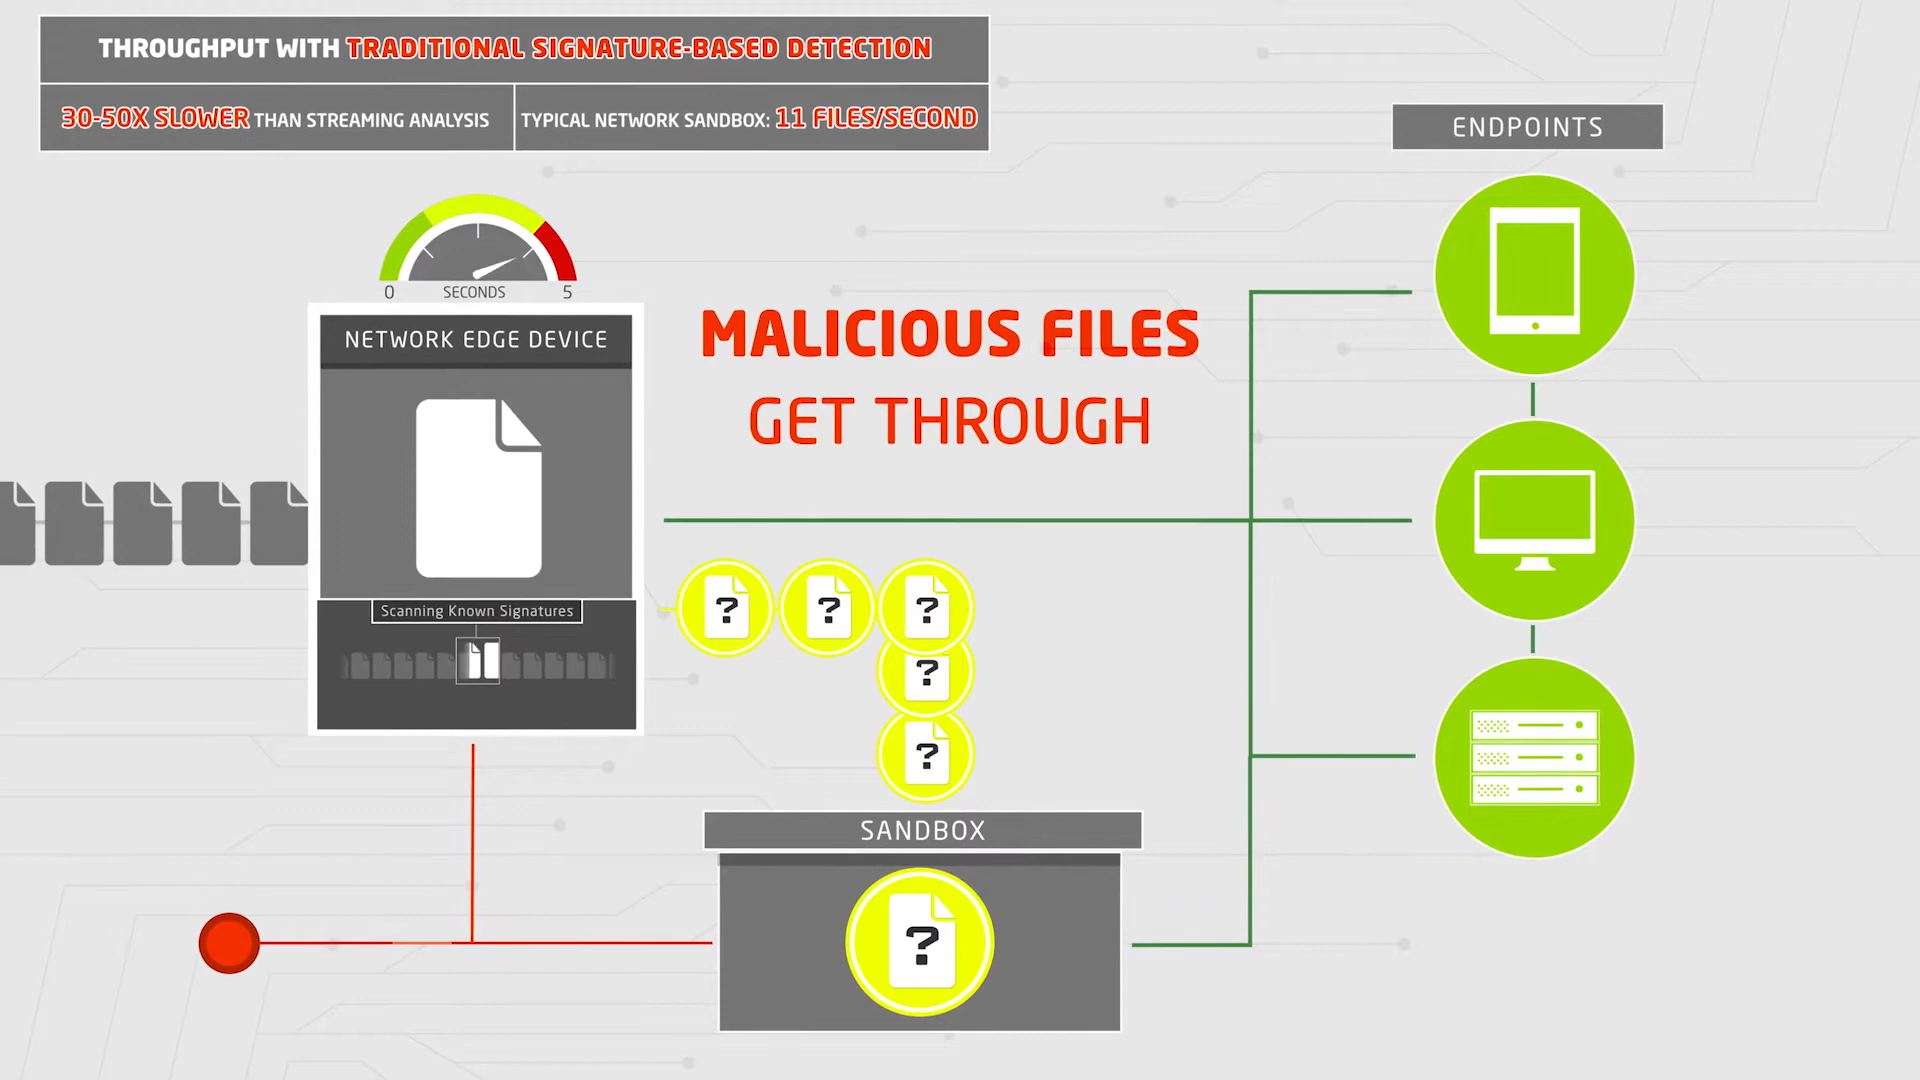 THROUGHPUT WITH TRADITIONAL SIGNATURE-BASED DETECTION
30-50X SLOWER THAN STREAMING ANALYSIS
TYPICAL NETWORK SANDBOX: 11 FILES/SECOND
ENDPOINTS
0 SECONDS 5
NETWORK EDGE DEVICE
MALICIOUS FILES
GET THROUGH
Scanning Known Signatures
? ? ?
?
?
SANDBOX
?